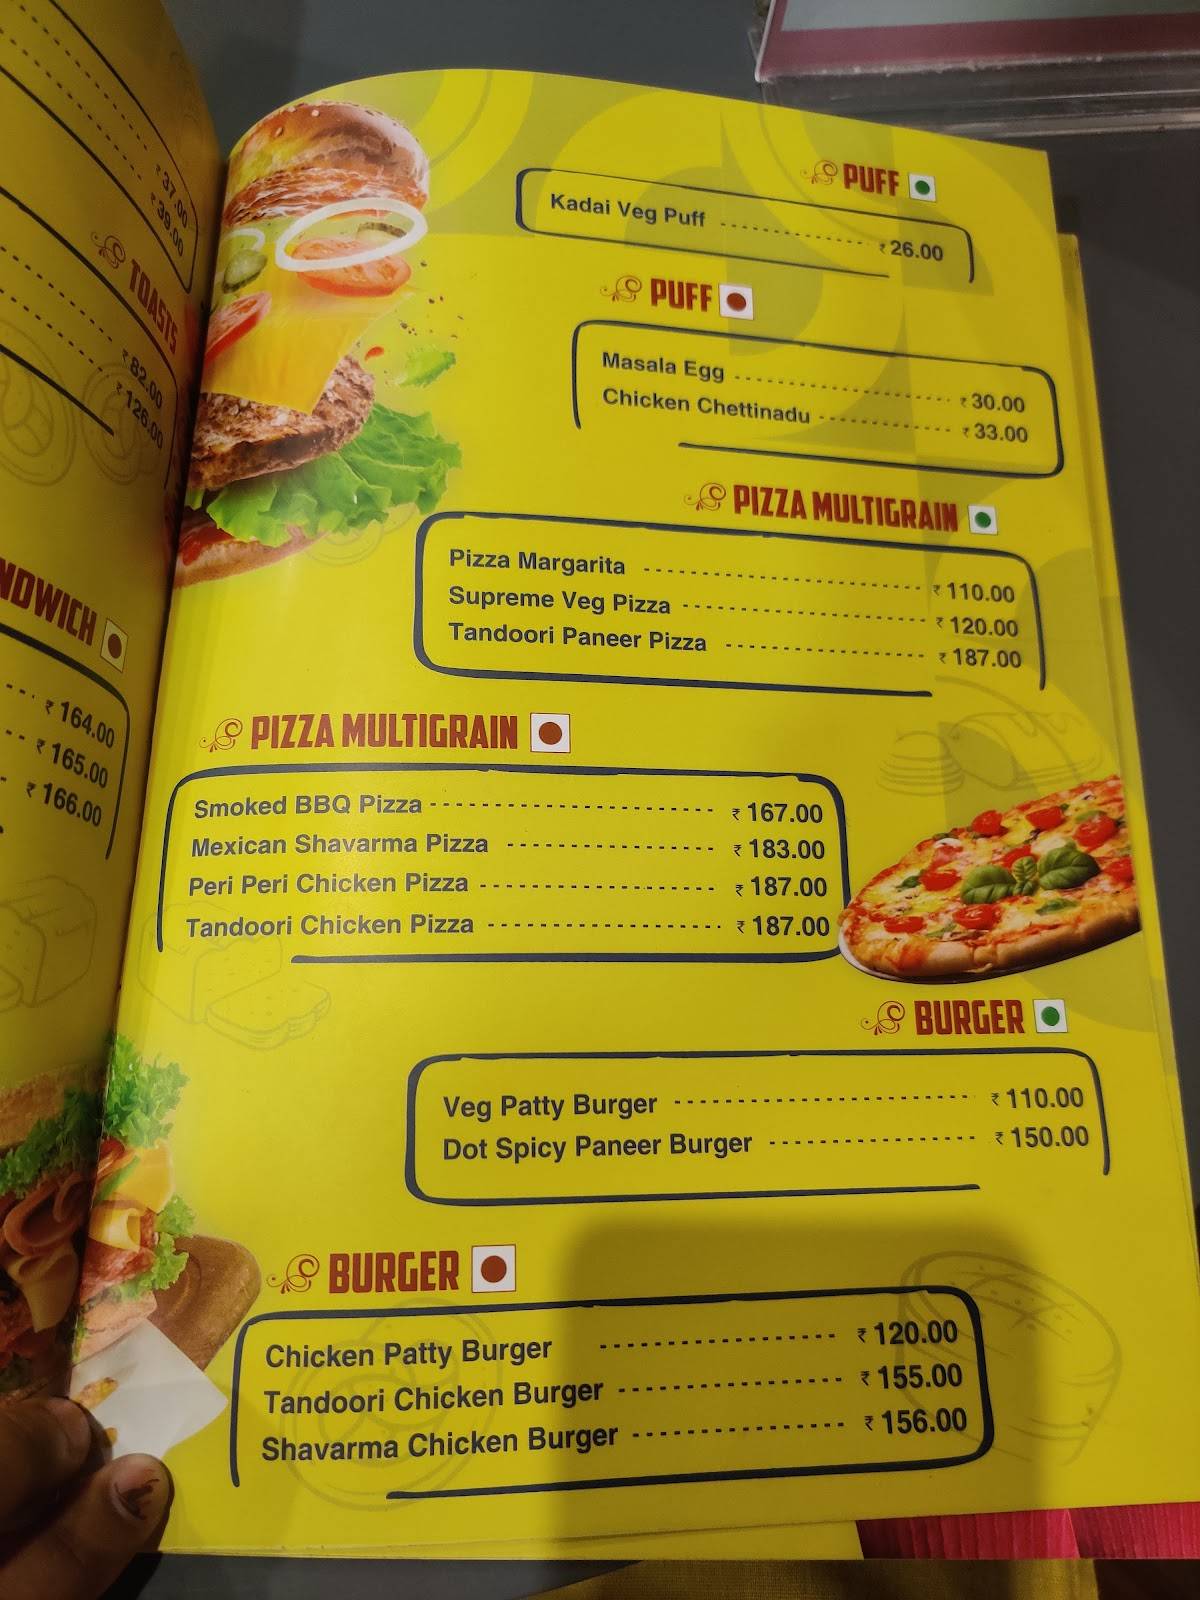 ₹ 37.00
₹ 39.00
TOASTS
₹ 82.00
₹ 126.00
₹ 164.00
₹ 165.00
₹ 166.00
PUFF
Kadai Veg Puff ₹ 26.00
PUFF
Masala Egg ₹ 30.00
Chicken Chettinadu ₹ 33.00
PIZZA MULTIGRAIN
Pizza Margarita ₹ 110.00
Supreme Veg Pizza ₹ 120.00
Tandoori Paneer Pizza ₹ 187.00
PIZZA MULTIGRAIN
Smoked BBQ Pizza ₹ 167.00
Mexican Shavarma Pizza ₹ 183.00
Peri Peri Chicken Pizza ₹ 187.00
Tandoori Chicken Pizza ₹ 187.00
BURGER
Veg Patty Burger ₹ 110.00
Dot Spicy Paneer Burger ₹ 150.00
BURGER
Chicken Patty Burger ₹ 120.00
Tandoori Chicken Burger ₹ 155.00
Shavarma Chicken Burger ₹ 156.00